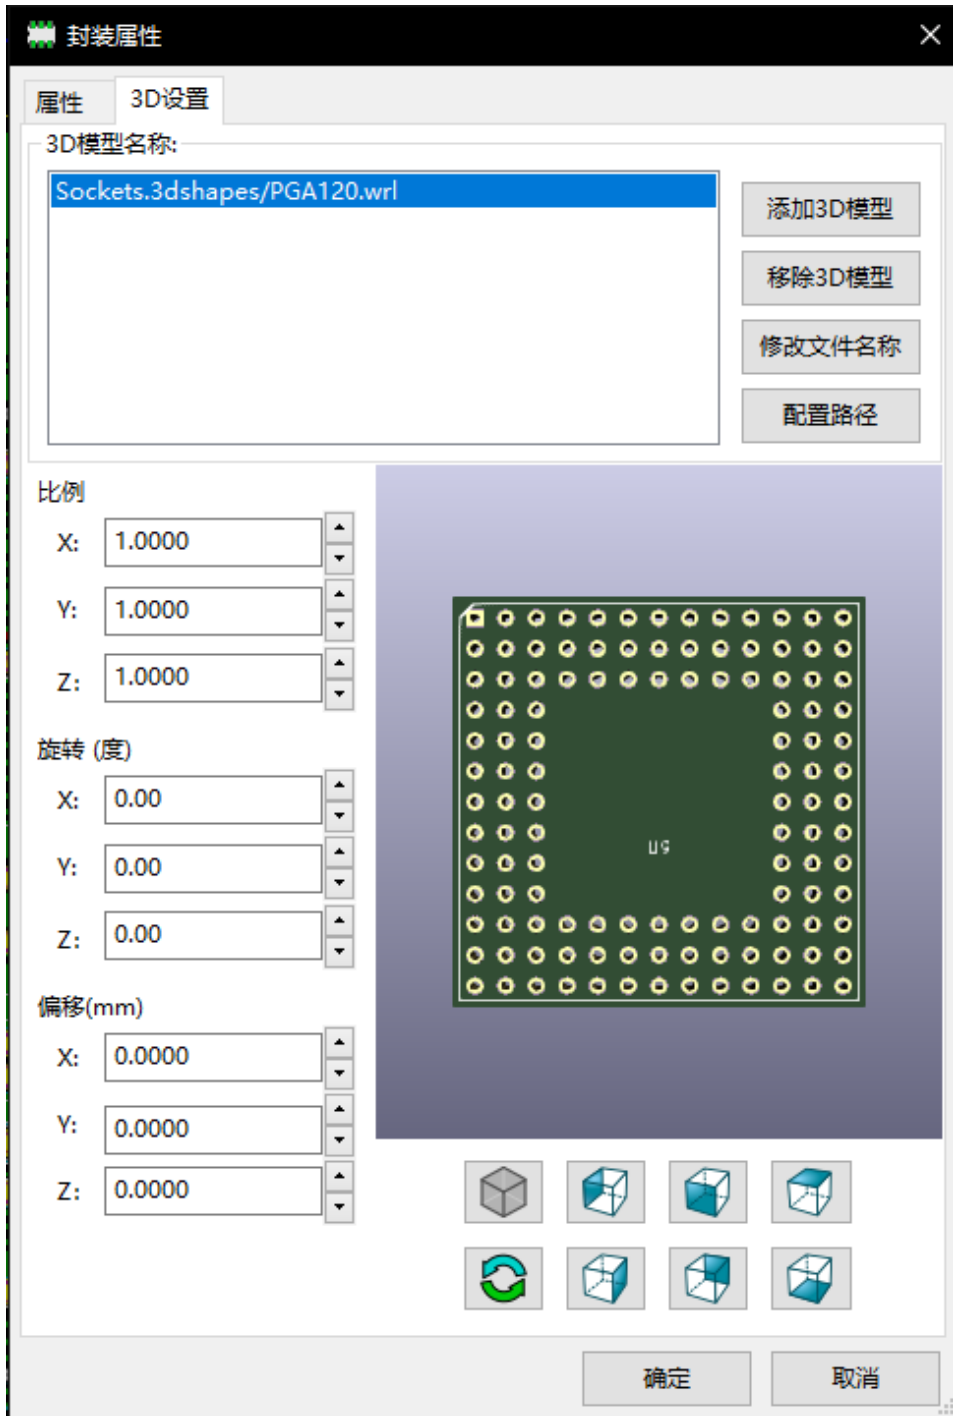 封装属性
属性
3D设置
3D模型名称:
Sockets.3dshapes/PGA120.wrl
添加3D模型
移除3D模型
修改文件名称
配置路径
比例
X: 1.0000
Y: 1.0000
Z: 1.0000
旋转 (度)
X: 0.00
Y: 0.00
Z: 0.00
偏移(mm)
X: 0.0000
Y: 0.0000
Z: 0.0000
确定
取消